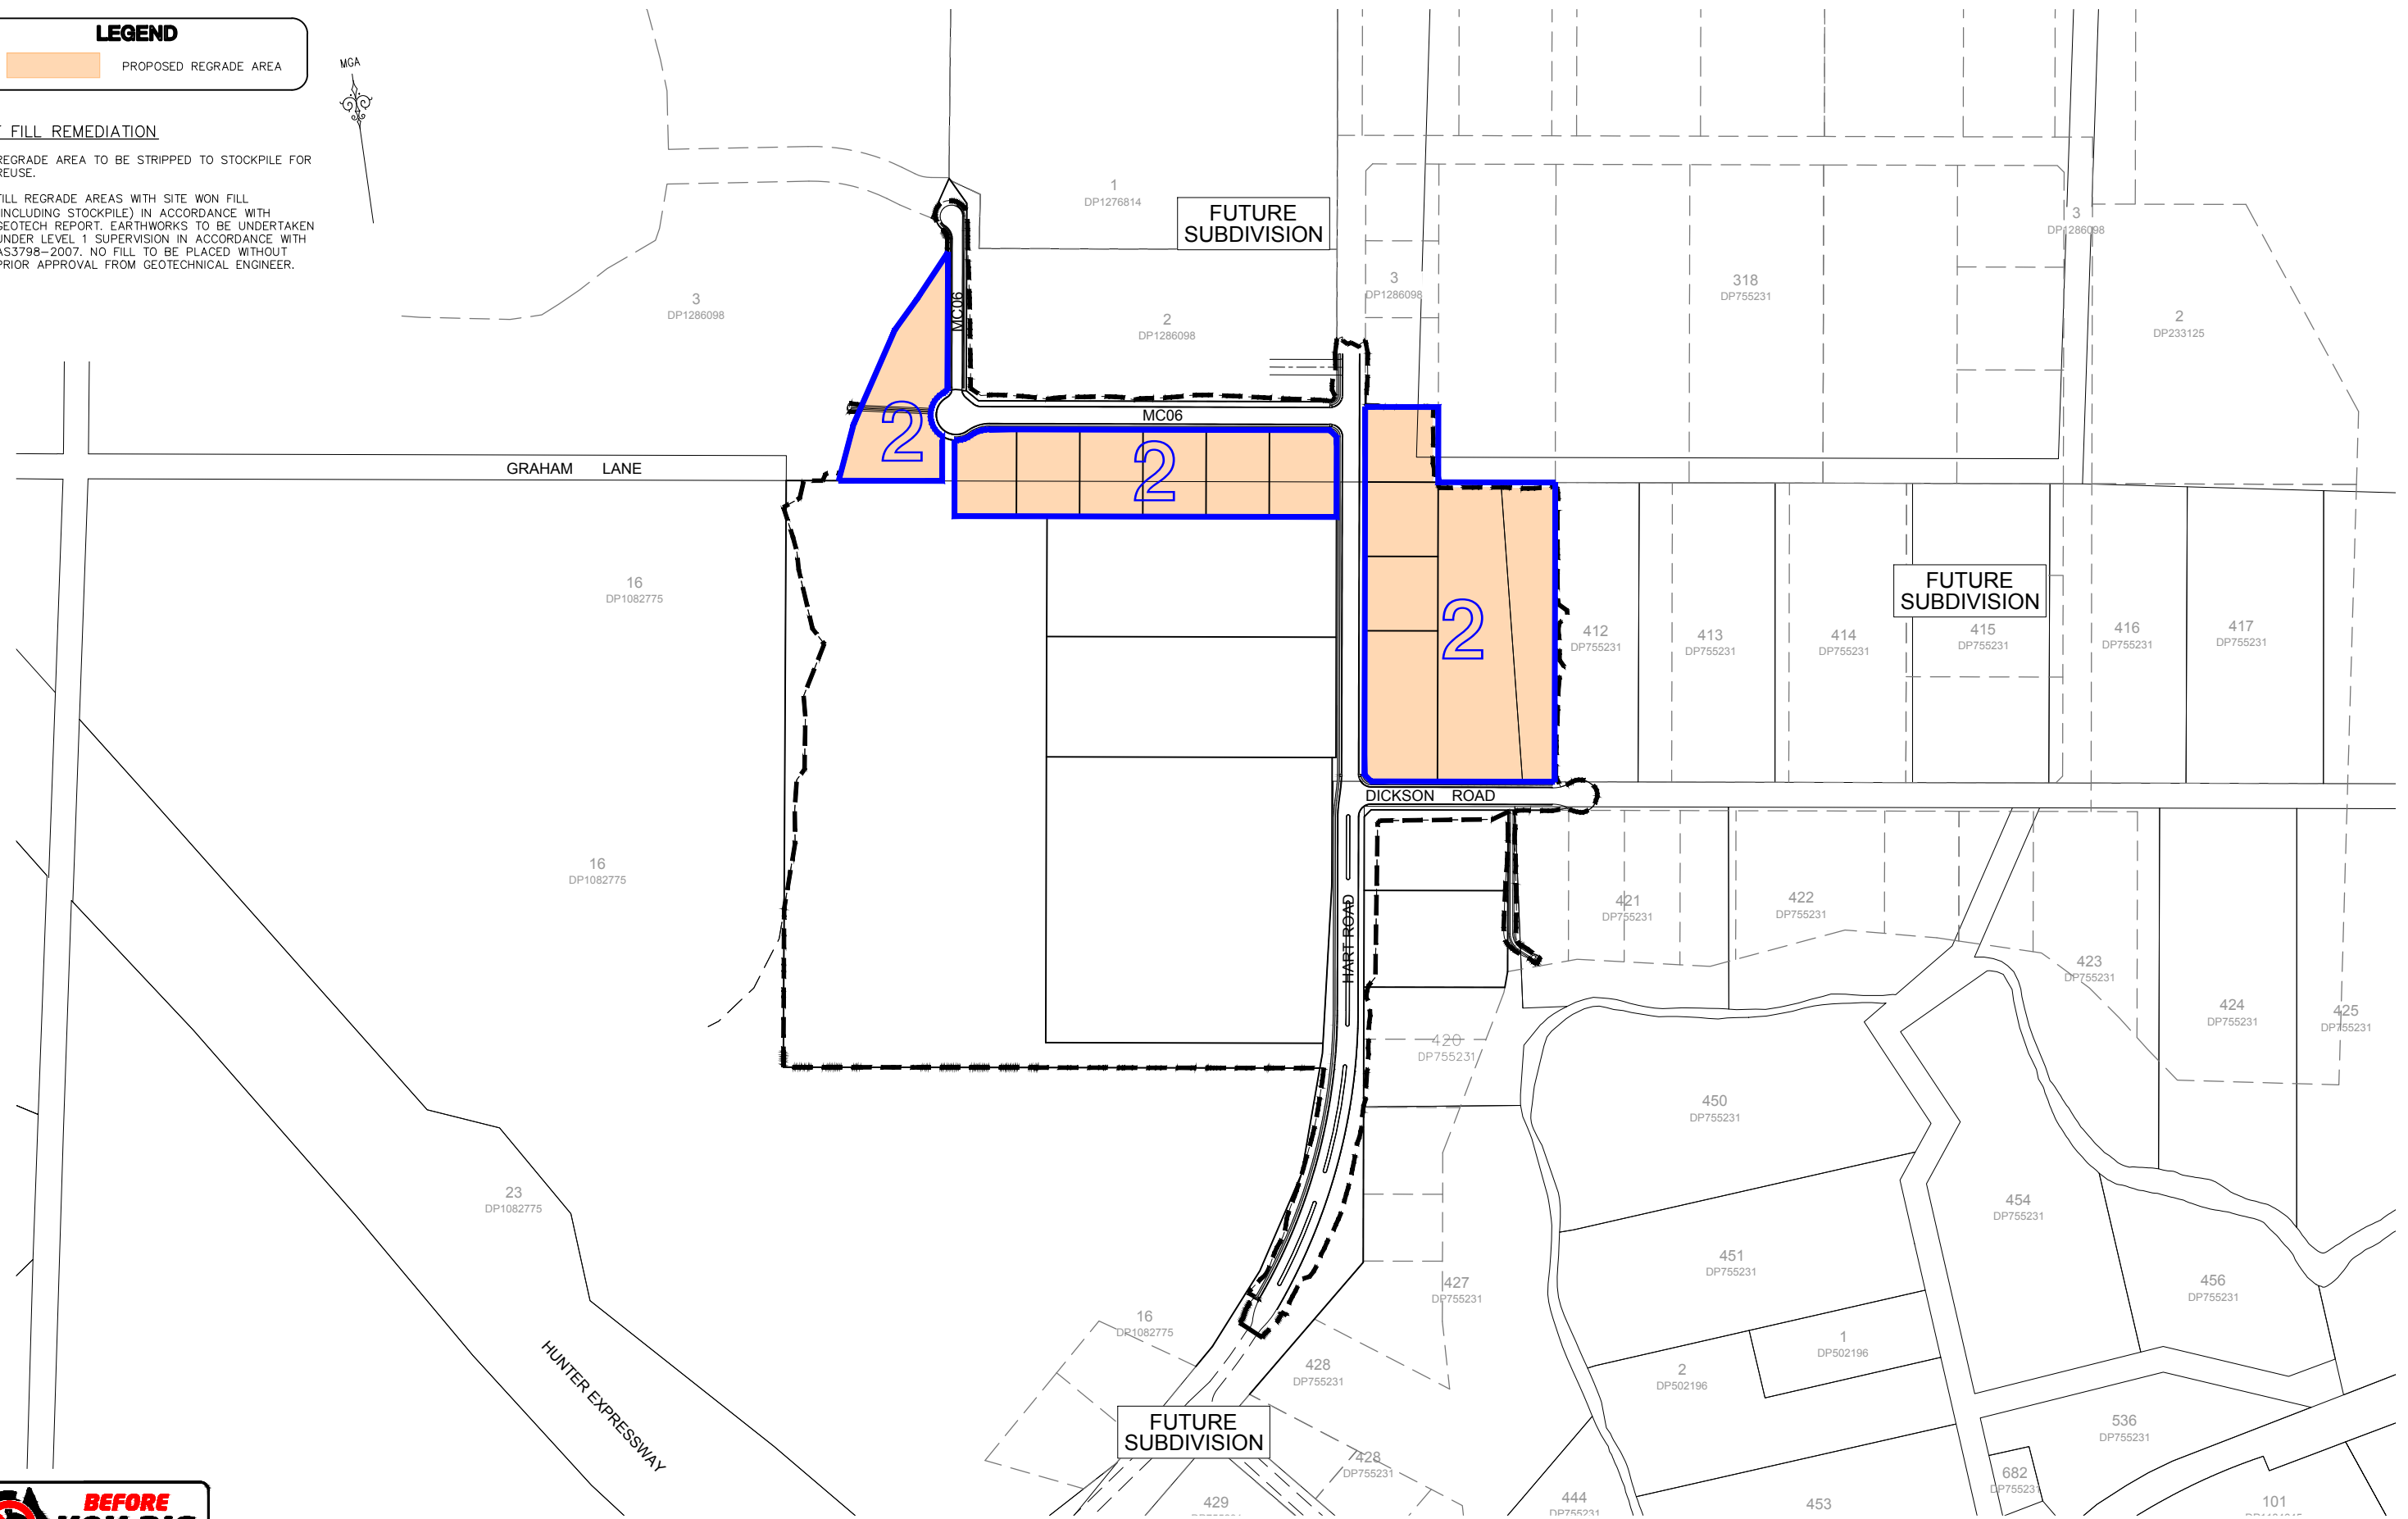 LEGEND
PROPOSED REGRADE AREA
MGA
FILL REMEDIATION
REGRADE AREA TO BE STRIPPED TO STOCKPILE FOR
REUSE.
FILL REGRADE AREAS WITH SITE WON FILL
(INCLUDING STOCKPILE) IN ACCORDANCE WITH
GEOTECH REPORT. EARTHWORKS TO BE UNDERTAKEN
UNDER LEVEL 1 SUPERVISION IN ACCORDANCE WITH
AS3798-2007. NO FILL TO BE PLACED WITHOUT
PRIOR APPROVAL FROM GEOTECHNICAL ENGINEER.
1
DP1276814
FUTURE
SUBDIVISION
3
DP1286098
3
DP1286098
MC06
2
DP1286098
3
DP1286098
318
DP755231
2
DP233125
MC06
2
2
GRAHAM LANE
16
DP1082775
2
FUTURE
SUBDIVISION
412
DP755231
413
DP755231
414
DP755231
415
DP755231
416
DP755231
417
DP755231
DICKSON ROAD
16
DP1082775
HART ROAD
421
DP755231
422
DP755231
423
DP755231
424
DP755231
425
DP755231
420
DP755231
450
DP755231
23
DP1082775
454
DP755231
451
DP755231
456
DP755231
427
DP755231
16
DP1082775
1
DP502196
428
DP755231
2
DP502196
HUNTER EXPRESSWAY
FUTURE
SUBDIVISION
536
DP755231
428
DP755231
682
DP755231
429
444
DP755231
453
101
BEFORE
YOU DIG